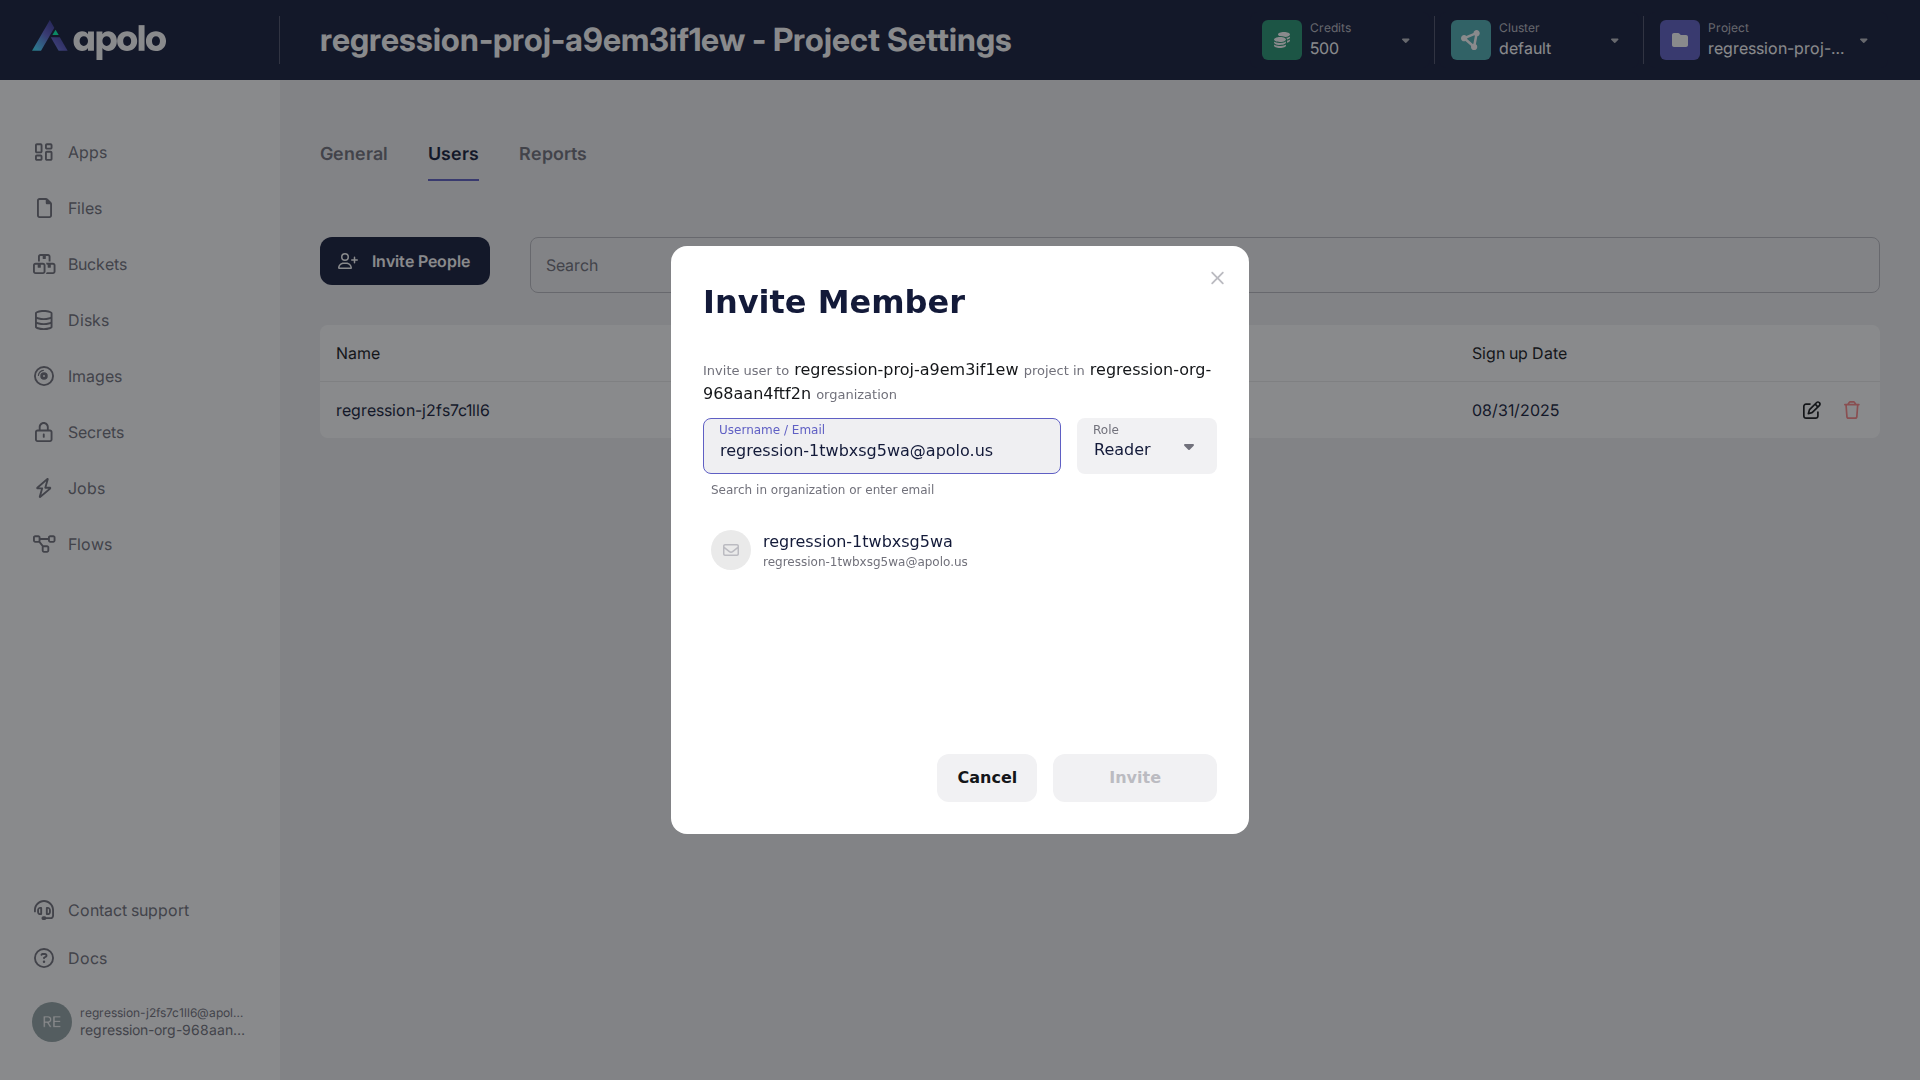 apolo
regression-proj-a9em3if1ew - Project Settings
Credits
500
Cluster
default
Project
regression-proj-...
Apps
Files
Buckets
Disks
Images
Secrets
Jobs
Flows
Contact support
Docs
RE
regression-j2fs7c1ll6@apol...
regression-org-968aan...
General
Users
Reports
Invite People
Search
Name
Sign up Date
regression-j2fs7c1ll6
08/31/2025
Invite Member
Invite user to regression-proj-a9em3if1ew project in regression-org-
968aan4ftf2n organization
Username / Email
regression-1twbxsg5wa@apolo.us
Role
Reader
Search in organization or enter email
regression-1twbxsg5wa
regression-1twbxsg5wa@apolo.us
Cancel
Invite